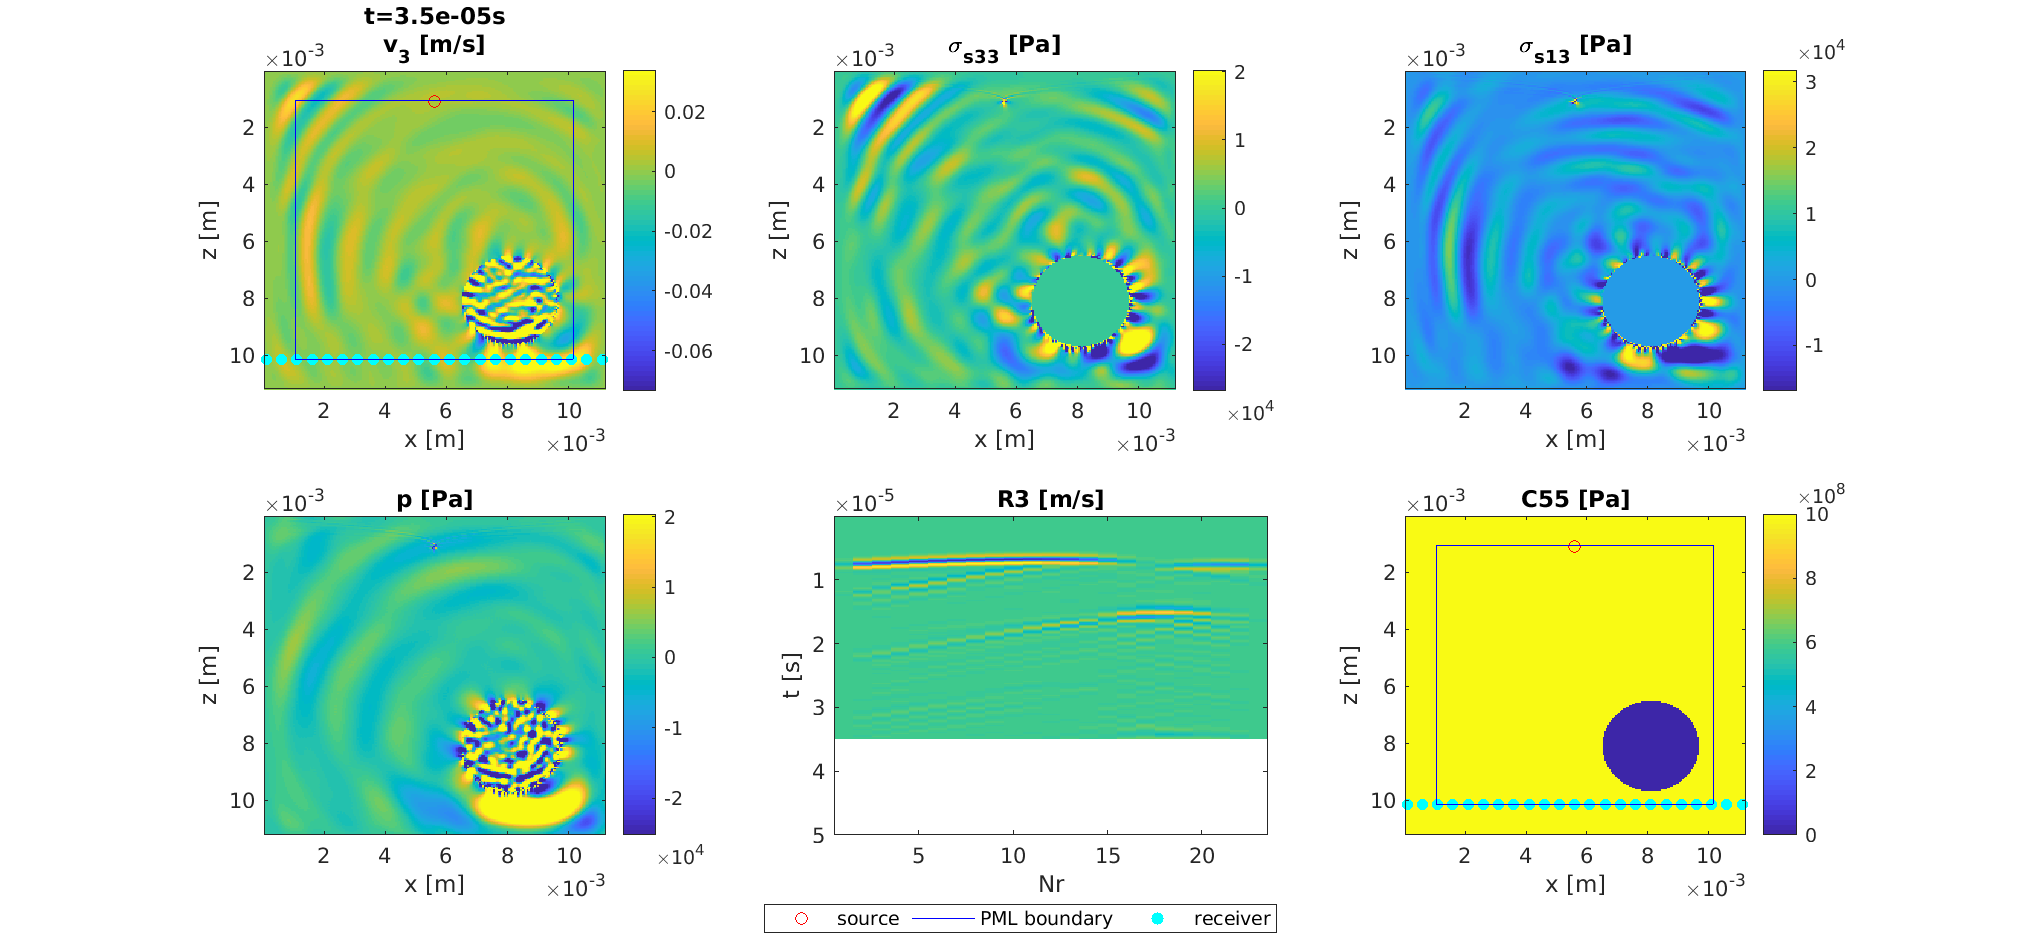 t=3.5e-05s
v3 [m/s]
×10-3
2
4
6
8
10
z [m]
2 4 6 8 10
x [m]
×10-3
0.02
0
-0.02
-0.04
-0.06
σs33 [Pa]
×10-3
2
4
6
8
10
z [m]
2 4 6 8 10
x [m]
×10-3
2
1
0
-1
-2
×104
σs13 [Pa]
×10-3
2
4
6
8
10
z [m]
2 4 6 8 10
x [m]
×10-3
×104
3
2
1
0
-1
p [Pa]
×10-3
2
4
6
8
10
z [m]
2 4 6 8 10
x [m]
×10-3
2
1
0
-1
-2
×104
R3 [m/s]
×10-5
1
2
3
4
5
t [s]
5 10 15 20
Nr
C55 [Pa]
×10-3
2
4
6
8
10
z [m]
2 4 6 8 10
x [m]
×10-3
×108
10
8
6
4
2
0
source PML boundary receiver